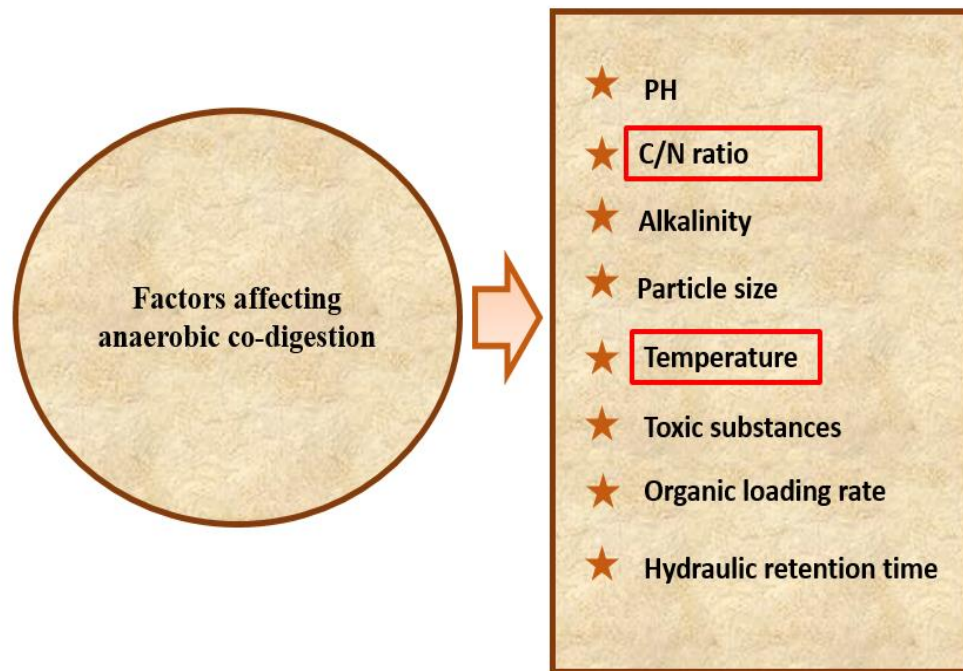 Factors affecting
anaerobic co-digestion
PH
C/N ratio
Alkalinity
Particle size
Temperature
Toxic substances
Organic loading rate
Hydraulic retention time